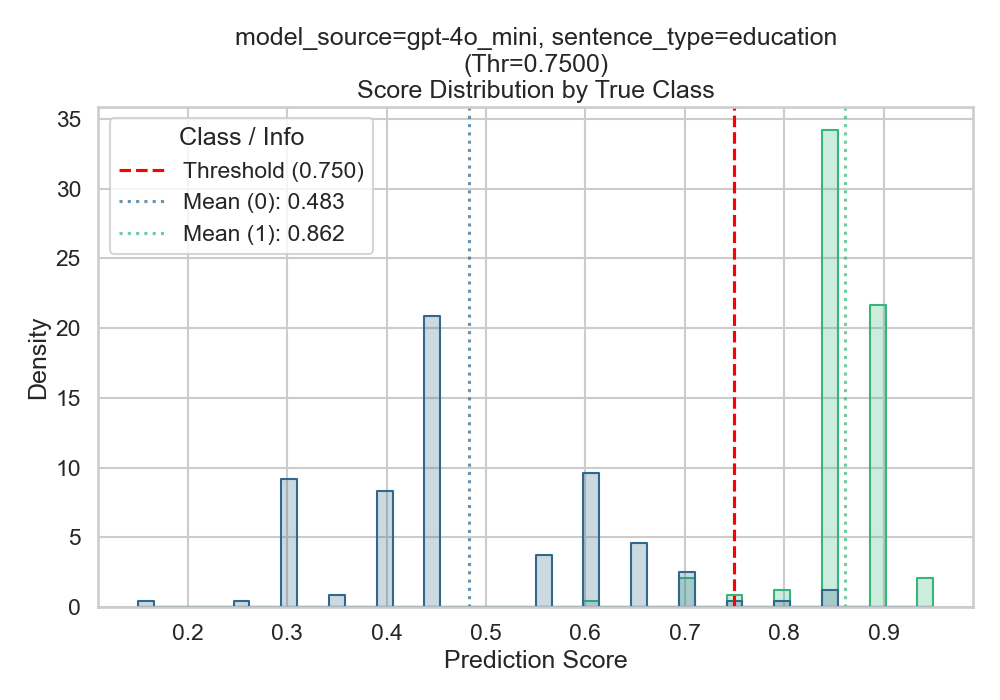 model_source=gpt-4o_mini, sentence_type=education
(Thr=0.7500)
Score Distribution by True Class
Class / Info
Threshold (0.750)
Mean (0): 0.483
Mean (1): 0.862
Density
35
30
25
20
15
10
5
0
0.2 0.3 0.4 0.5 0.6 0.7 0.8 0.9
Prediction Score